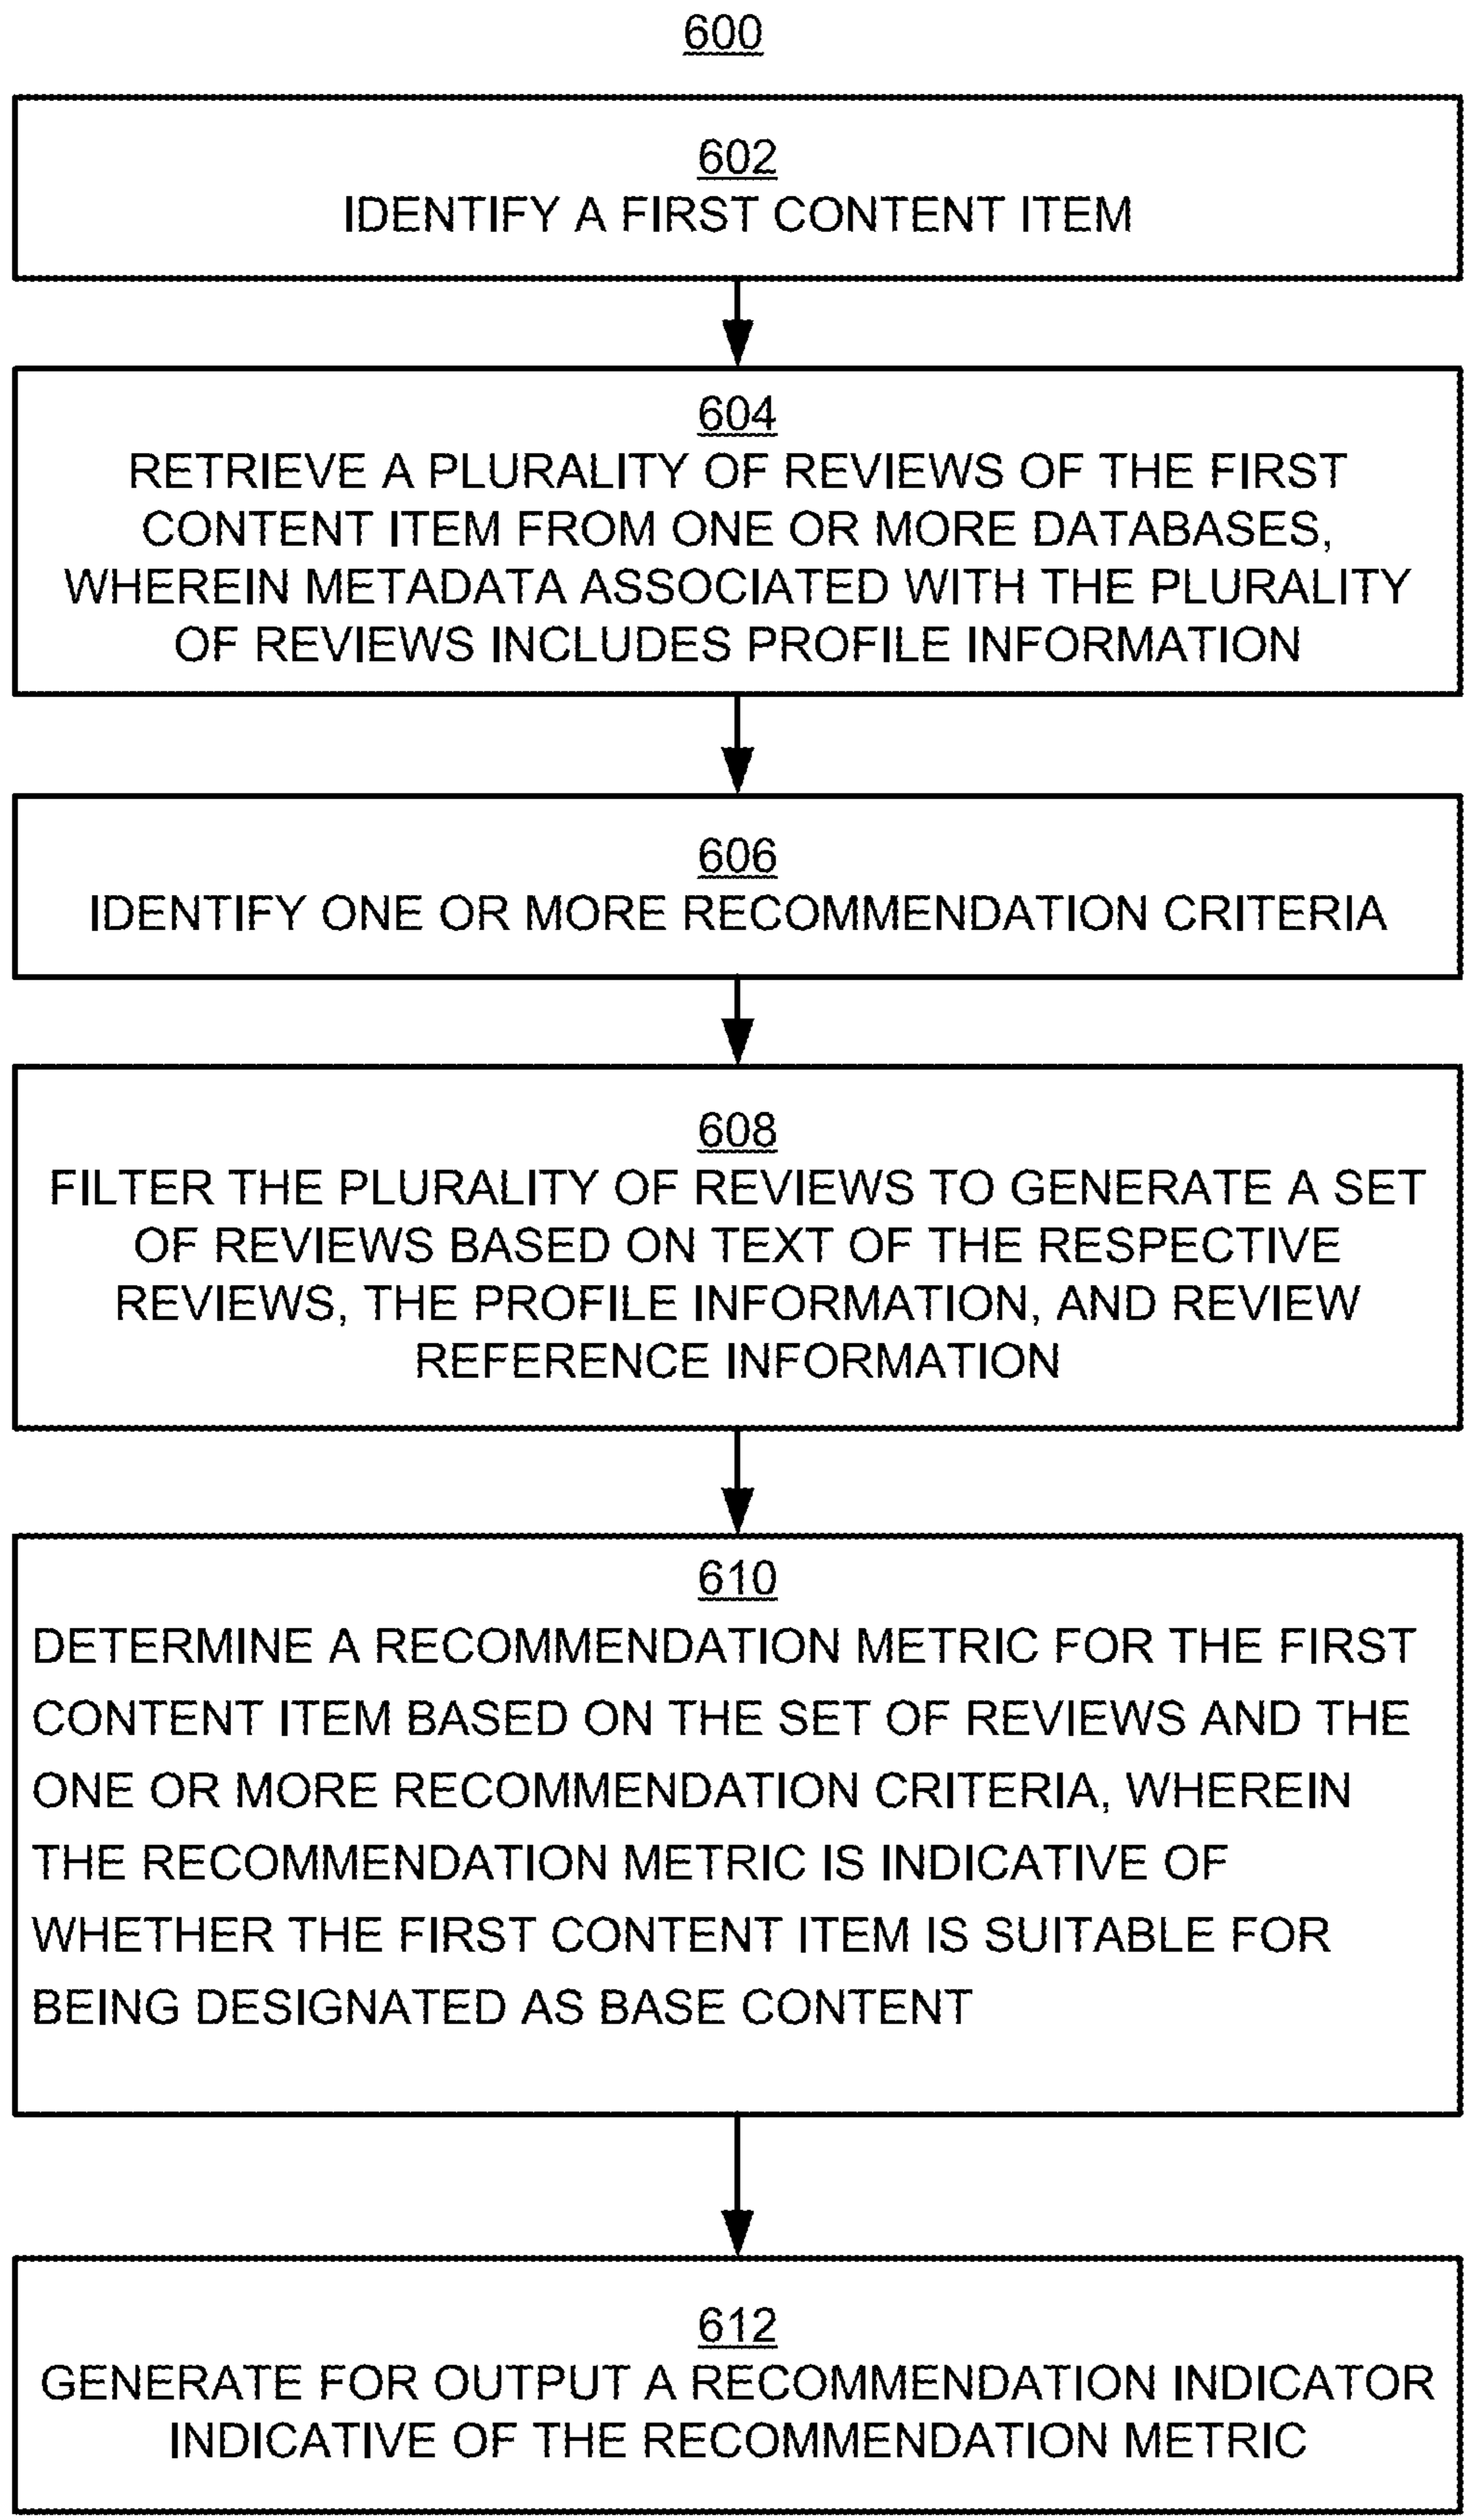 600
602
IDENTIFY A FIRST CONTENT ITEM
604
RETRIEVE A PLURALITY OF REVIEWS OF THE FIRST
CONTENT ITEM FROM ONE OR MORE DATABASES,
WHEREIN METADATA ASSOCIATED WITH THE PLURALITY
OF REVIEWS INCLUDES PROFILE INFORMATION
606
IDENTIFY ONE OR MORE RECOMMENDATION CRITERIA
608
FILTER THE PLURALITY OF REVIEWS TO GENERATE A SET
OF REVIEWS BASED ON TEXT OF THE RESPECTIVE
REVIEWS, THE PROFILE INFORMATION, AND REVIEW
REFERENCE INFORMATION
610
DETERMINE A RECOMMENDATION METRIC FOR THE FIRST
CONTENT ITEM BASED ON THE SET OF REVIEWS AND THE
ONE OR MORE RECOMMENDATION CRITERIA, WHEREIN
THE RECOMMENDATION METRIC IS INDICATIVE OF
WHETHER THE FIRST CONTENT ITEM IS SUITABLE FOR
BEING DESIGNATED AS BASE CONTENT
612
GENERATE FOR OUTPUT A RECOMMENDATION INDICATOR
INDICATIVE OF THE RECOMMENDATION METRIC